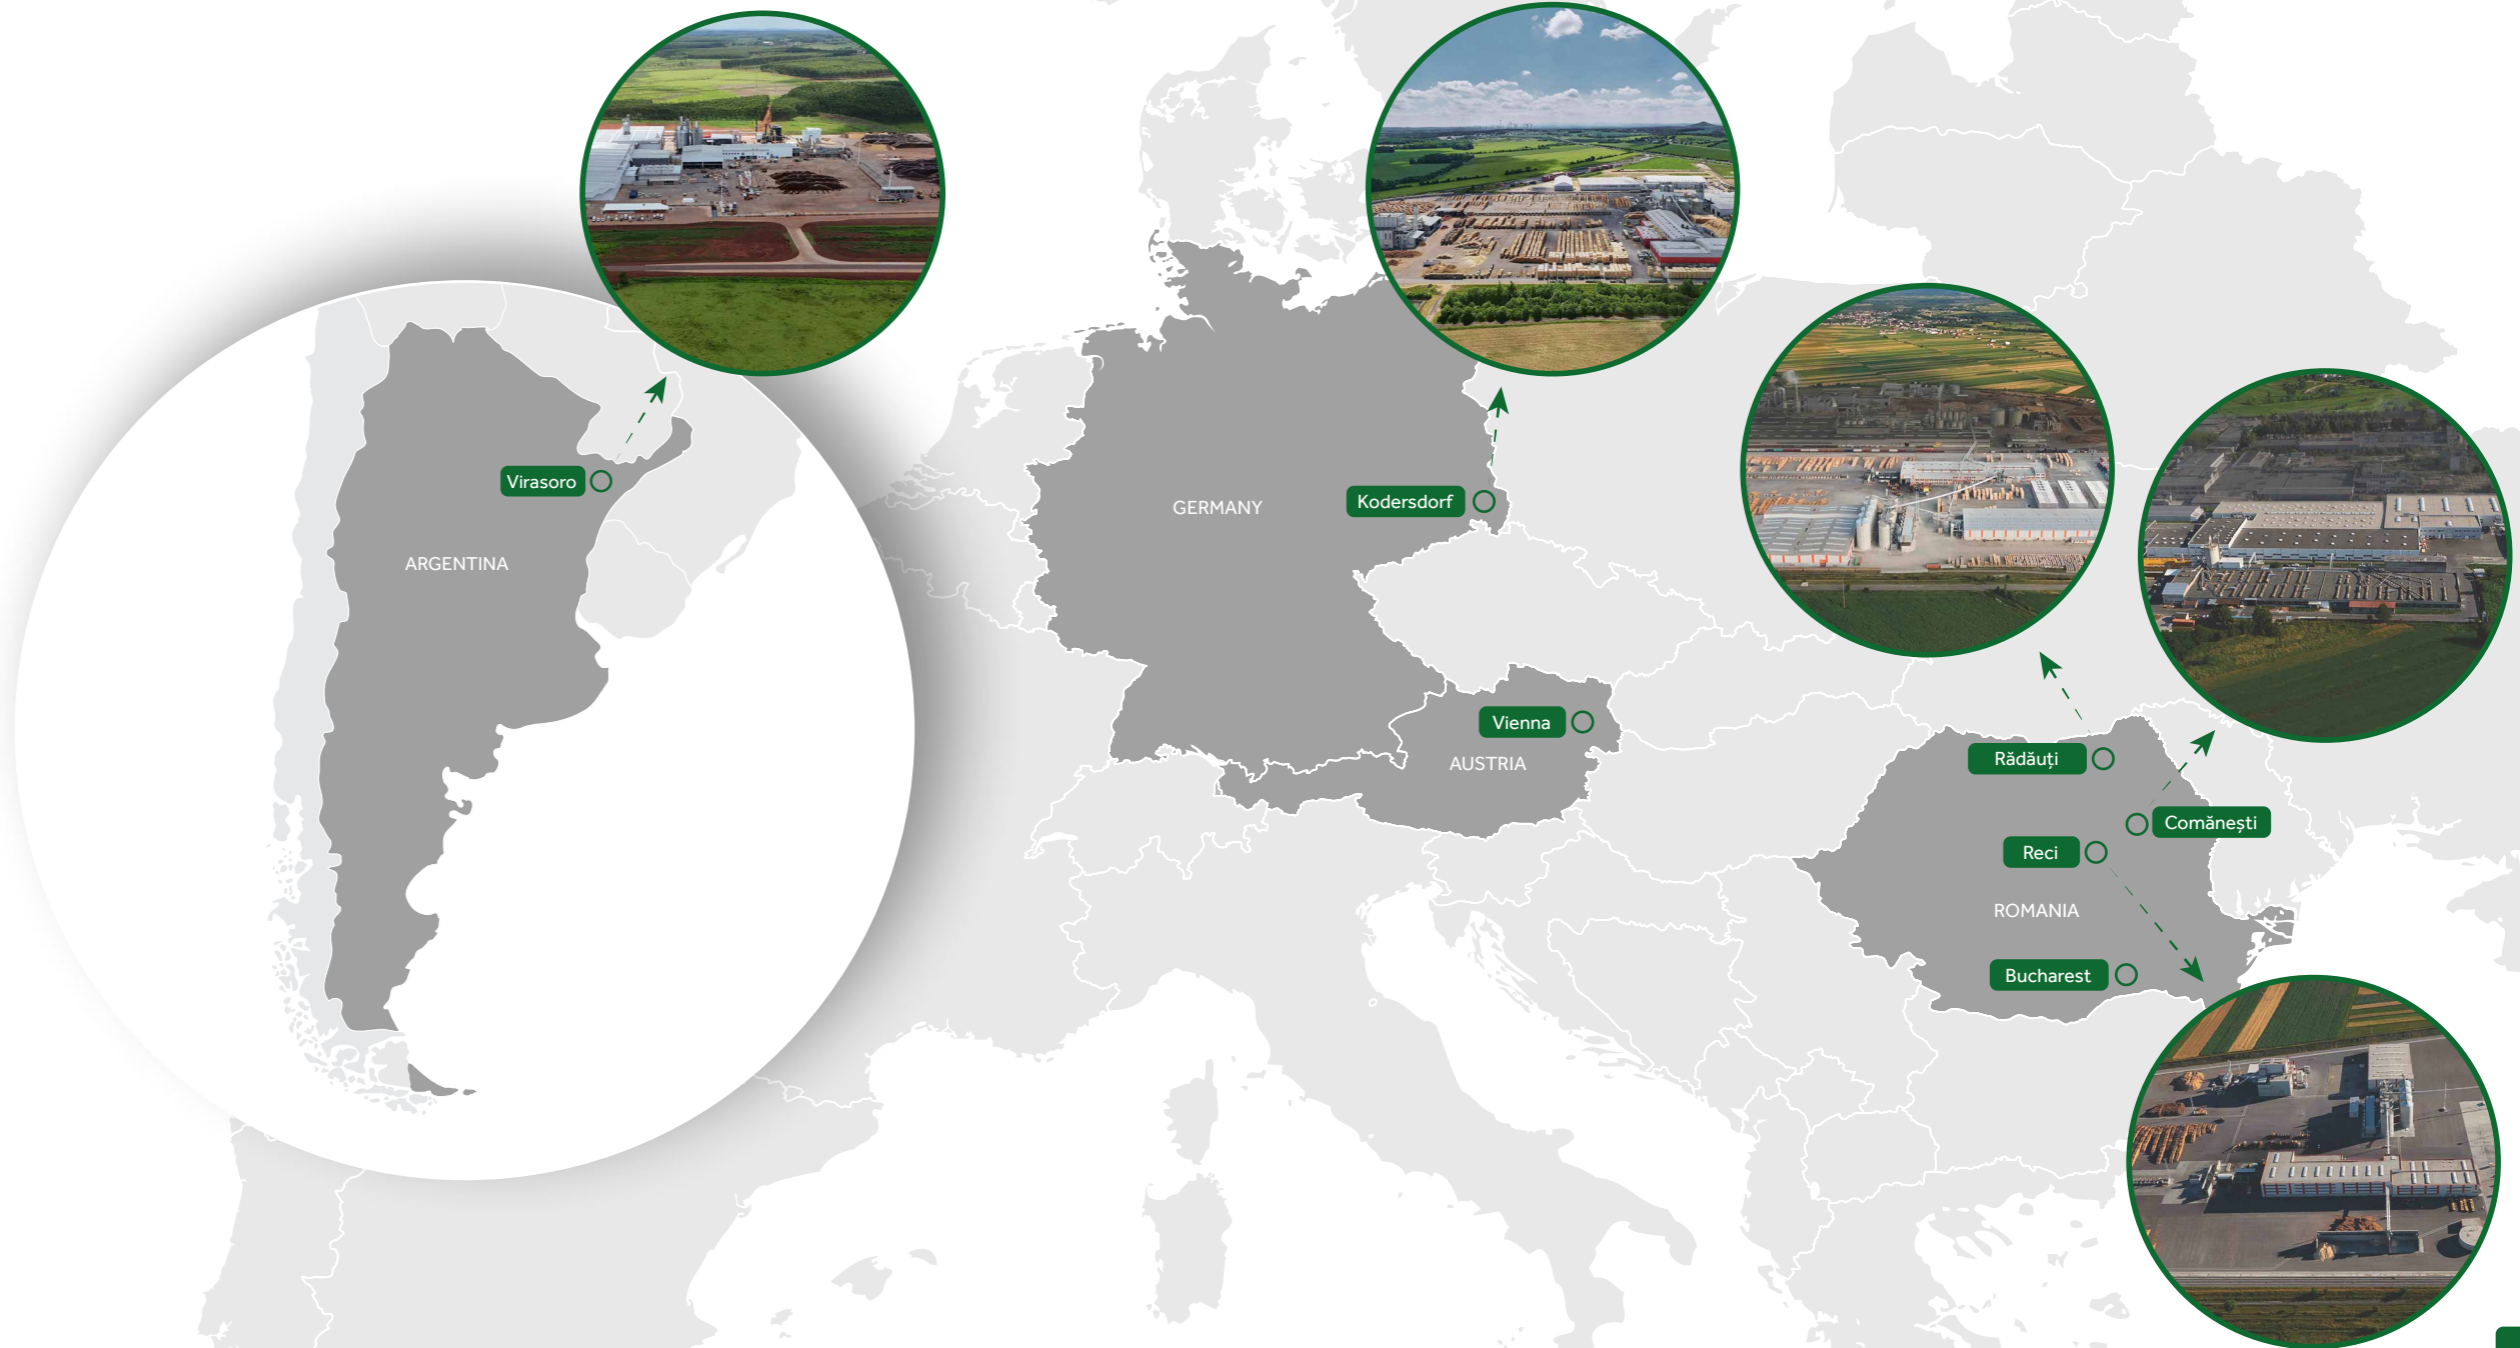 Virasoro
ARGENTINA
GERMANY
Kodersdorf
Vienna
AUSTRIA
Rădăuți
Comănești
Reci
ROMANIA
Bucharest